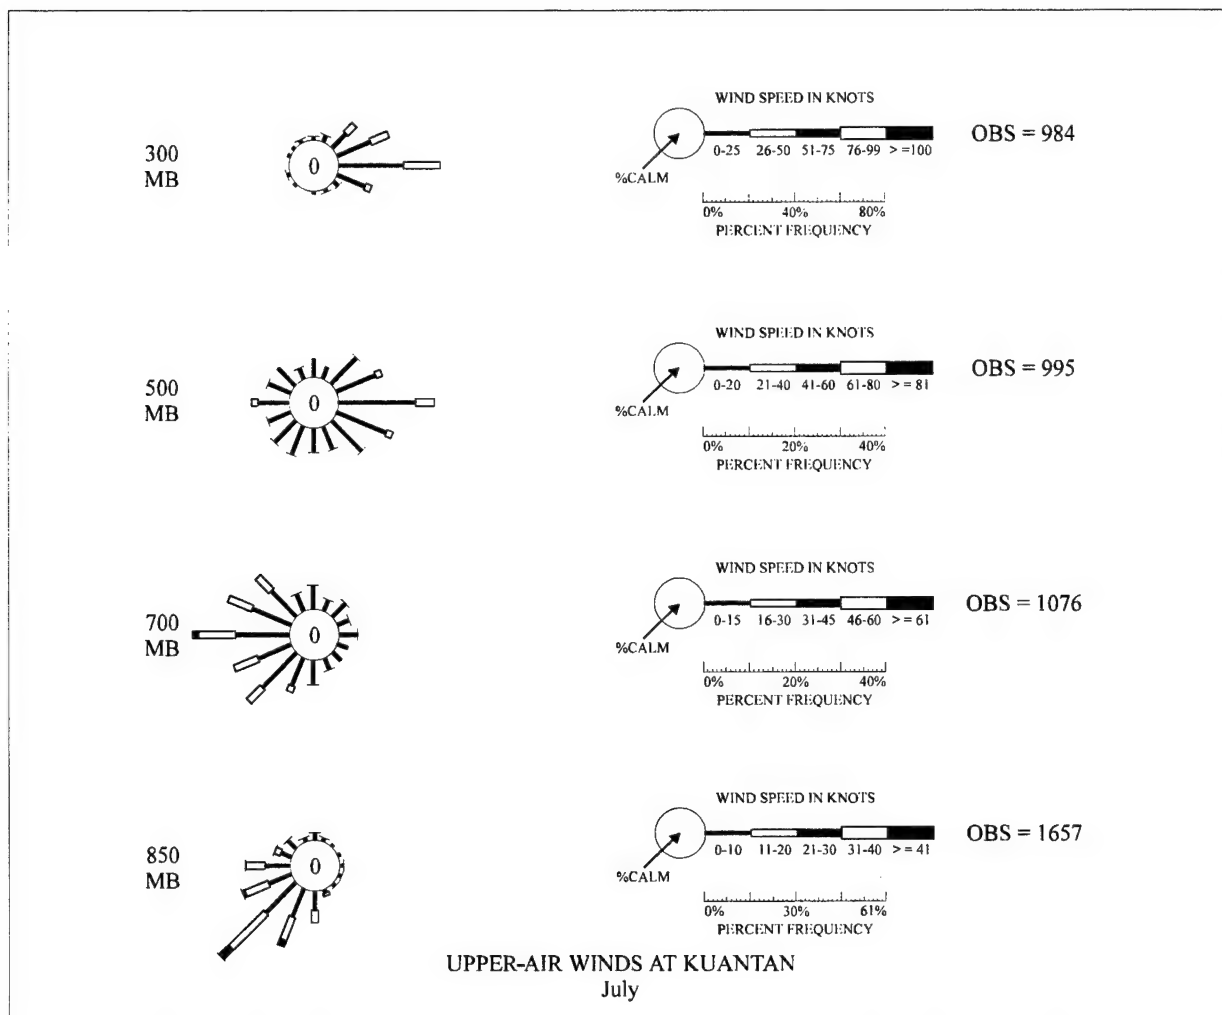 WIND SPEED IN KNOTS
300
MB
0
0-25 26-50 51-75 76-99 > =100
OBS = 984
%CALM
0% 40% 80%
PERCENT FREQUENCY
WIND SPEED IN KNOTS
500
MB
0
0-20 21-40 41-60 61-80 > = 81
OBS = 995
%CALM
0% 20% 40%
PERCENT FREQUENCY
WIND SPEED IN KNOTS
700
MB
0
0-15 16-30 31-45 46-60 > = 61
OBS = 1076
%CALM
0% 20% 40%
PERCENT FREQUENCY
WIND SPEED IN KNOTS
850
MB
0
0-10 11-20 21-30 31-40 > = 41
OBS = 1657
%CALM
0% 30% 61%
PERCENT FREQUENCY
UPPER-AIR WINDS AT KUANTAN
July